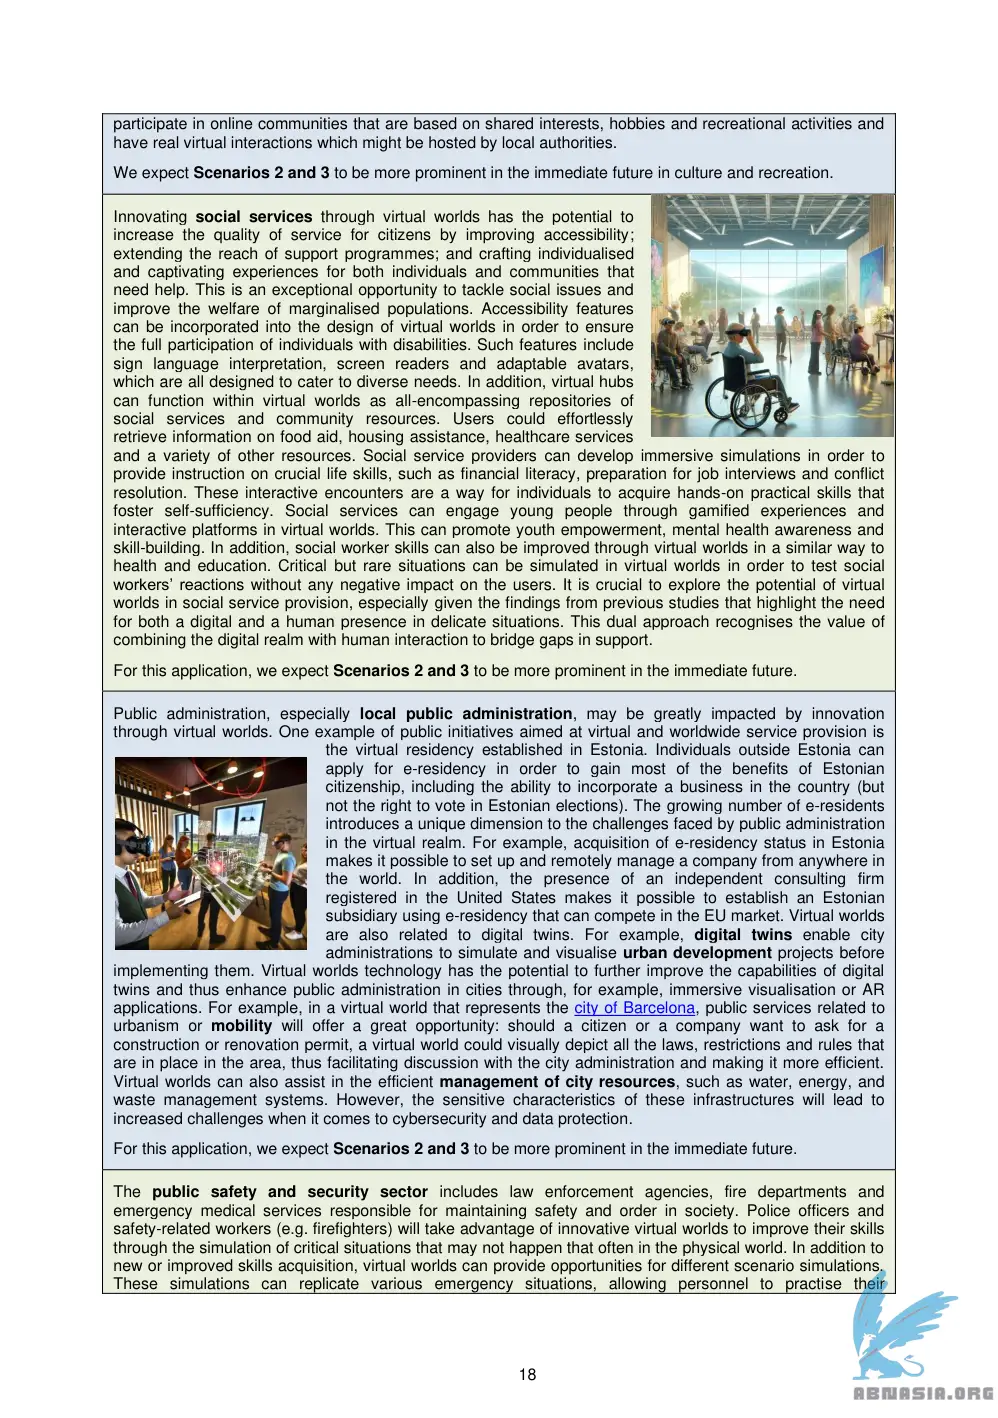 participate in online communities that are based on shared interests, hobbies and recreational activities and
have real virtual interactions which might be hosted by local authorities.
We expect Scenarios 2 and 3 to be more prominent in the immediate future in culture and recreation.
Innovating social services through virtual worlds has the potential to
increase the quality of service for citizens by improving accessibility;
extending the reach of support programmes; and crafting individualised
and captivating experiences for both individuals and communities that
need help. This is an exceptional opportunity to tackle social issues and
improve the welfare of marginalised populations. Accessibility features
can be incorporated into the design of virtual worlds in order to ensure
the full participation of individuals with disabilities. Such features include
sign language interpretation, screen readers and adaptable avatars,
which are all designed to cater to diverse needs. In addition, virtual hubs
can function within virtual worlds as all-encompassing repositories of
social services and community resources. Users could effortlessly
retrieve information on food aid, housing assistance, healthcare services
and a variety of other resources. Social service providers can develop immersive simulations in order to
provide instruction on crucial life skills, such as financial literacy, preparation for job interviews and conflict
resolution. These interactive encounters are a way for individuals to acquire hands-on practical skills that
foster self-sufficiency. Social services can engage young people through gamified experiences and
interactive platforms in virtual worlds. This can promote youth empowerment, mental health awareness and
skill-building. In addition, social worker skills can also be improved through virtual worlds in a similar way to
health and education. Critical but rare situations can be simulated in virtual worlds in order to test social
workers' reactions without any negative impact on the users. It is crucial to explore the potential of virtual
worlds in social service provision, especially given the findings from previous studies that highlight the need
for both a digital and a human presence in delicate situations. This dual approach recognises the value of
combining the digital realm with human interaction to bridge gaps in support.
For this application, we expect Scenarios 2 and 3 to be more prominent in the immediate future.
Public administration, especially local public administration, may be greatly impacted by innovation
through virtual worlds. One example of public initiatives aimed at virtual and worldwide service provision is
the virtual residency established in Estonia. Individuals outside Estonia can
apply for e-residency in order to gain most of the benefits of Estonian
citizenship, including the ability to incorporate a business in the country (but
not the right to vote in Estonian elections). The growing number of e-residents
introduces a unique dimension to the challenges faced by public administration
in the virtual realm. For example, acquisition of e-residency status in Estonia
makes it possible to set up and remotely manage a company from anywhere in
the world. In addition, the presence of an independent consulting firm
registered in the United States makes it possible to establish an Estonian
subsidiary using e-residency that can compete in the EU market. Virtual worlds
are also related to digital twins. For example, digital twins enable city
administrations to simulate and visualise urban development projects before
implementing them. Virtual worlds technology has the potential to further improve the capabilities of digital
twins and thus enhance public administration in cities through, for example, immersive visualisation or AR
applications. For example, in a virtual world that represents the city of Barcelona, public services related to
urbanism or mobility will offer a great opportunity: should a citizen or a company want to ask for a
construction or renovation permit, a virtual world could visually depict all the laws, restrictions and rules that
are in place in the area, thus facilitating discussion with the city administration and making it more efficient.
Virtual worlds can also assist in the efficient management of city resources, such as water, energy, and
waste management systems. However, the sensitive characteristics of these infrastructures will lead to
increased challenges when it comes to cybersecurity and data protection.
For this application, we expect Scenarios 2 and 3 to be more prominent in the immediate future.
The public safety and security sector includes law enforcement agencies, fire departments and
emergency medical services responsible for maintaining safety and order in society. Police officers and
safety-related workers (e.g. firefighters) will take advantage of innovative virtual worlds to improve their skills
through the simulation of critical situations that may not happen that often in the physical world. In addition to
new or improved skills acquisition, virtual worlds can provide opportunities for different scenario simulations.
These simulations can replicate various emergency situations, allowing personnel to practise their
18
ABNASIA.ORG